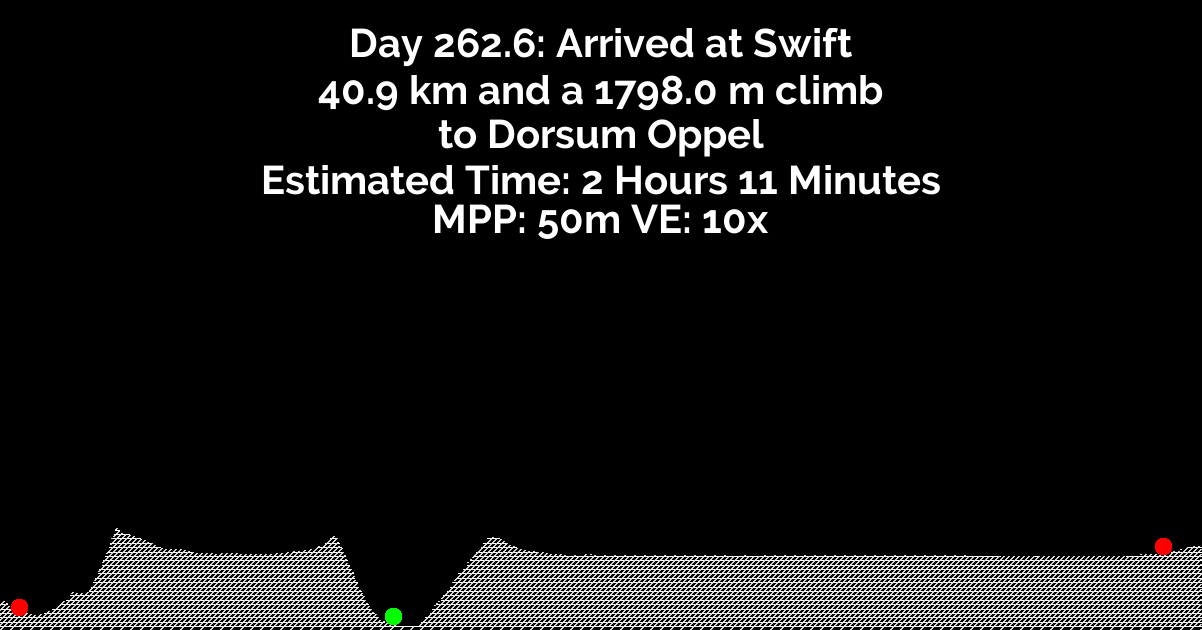 Day 262.6: Arrived at Swift
40.9 km and a 1798.0 m climb
to Dorsum Oppel
Estimated Time: 2 Hours 11 Minutes
MPP: 50m VE: 10x